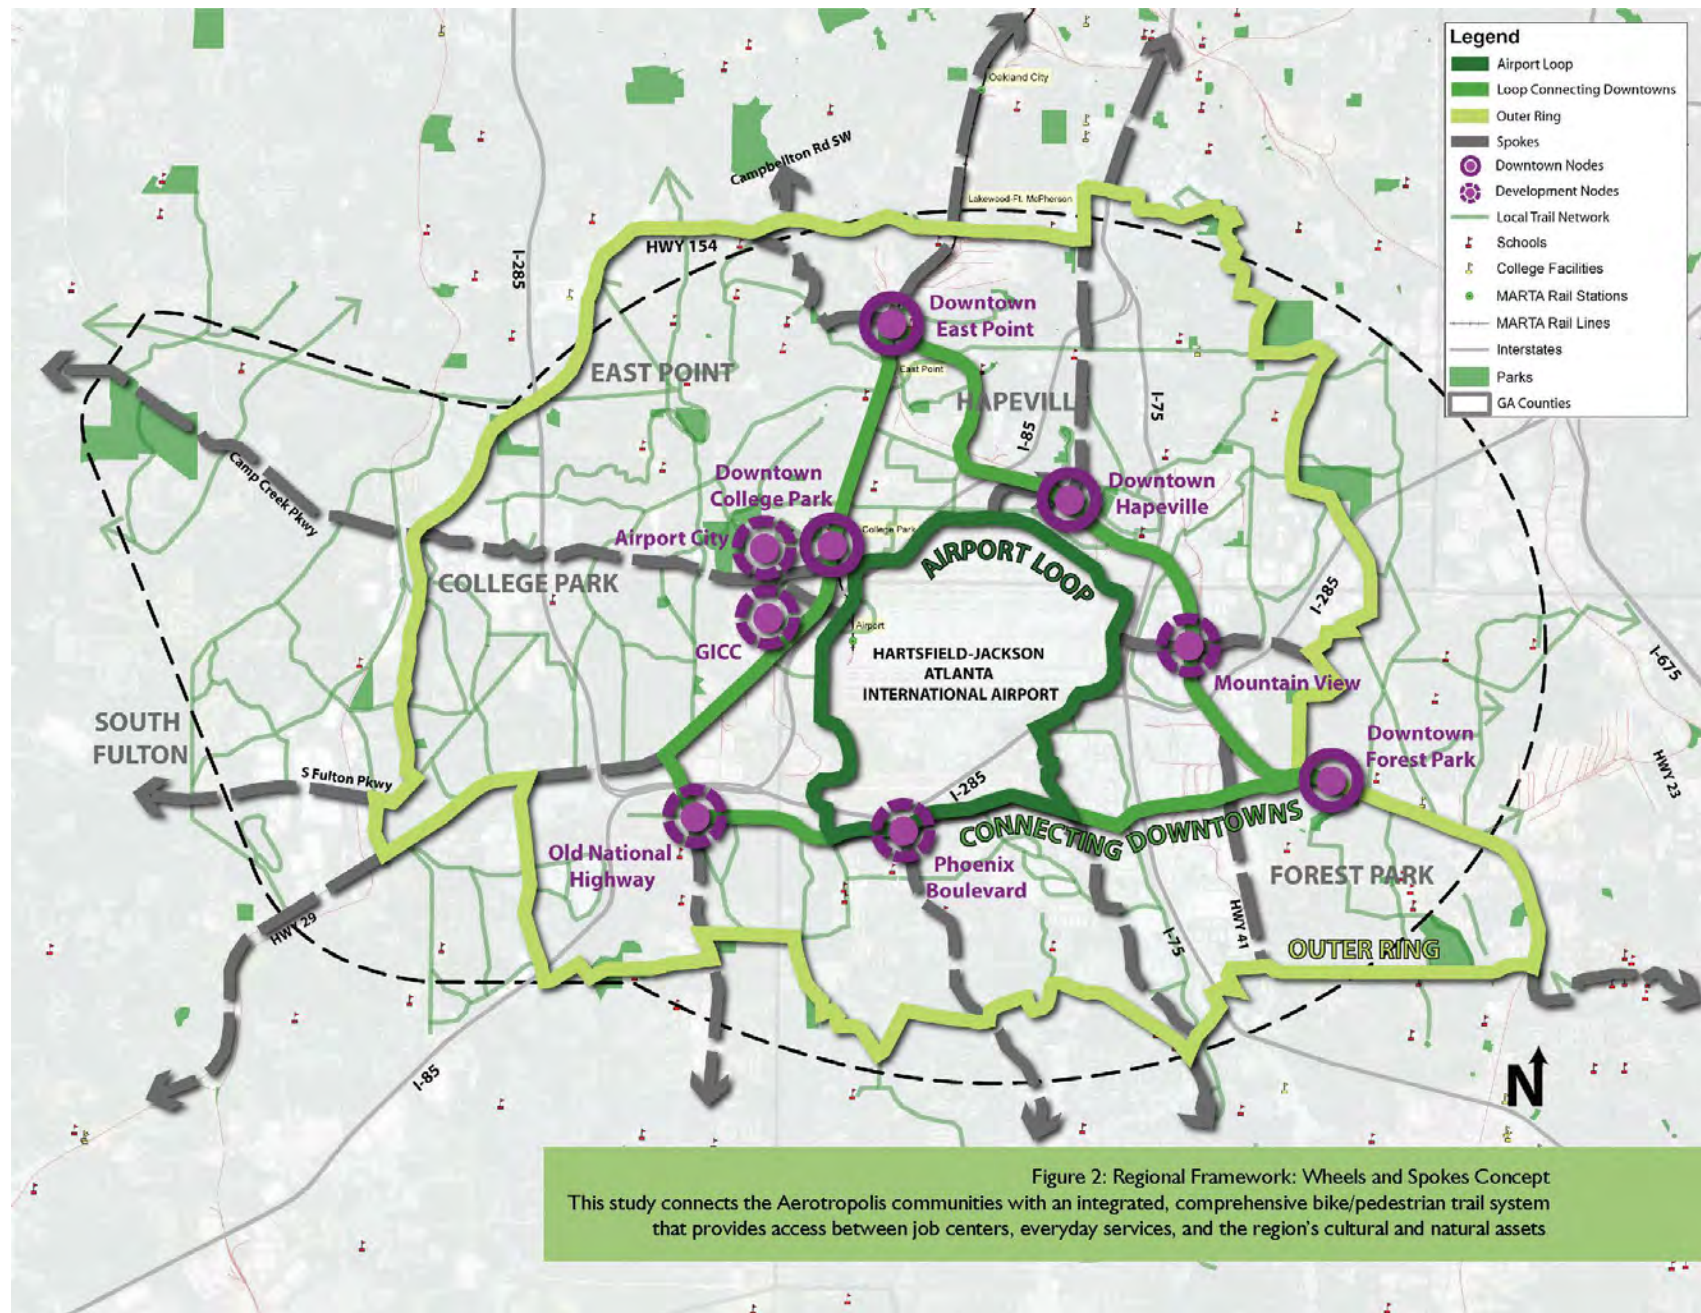 Legend
Airport Loop
Loop Connecting Downtowns
Outer Ring
Spokes
Downtown Nodes
Development Nodes
Local Trail Network
Schools
College Facilities
MARTA Rail Stations
MARTA Rail Lines
Interstates
Parks
GA Counties
Oakland City
Campbellton Rd SW
Lakewood-Ft. McPherson
HWY 154
I-285
Downtown
East Point
EAST POINT
East Point
HAPEVILL
I-85
I-75
Camp Creek Pkwy
Downtown
College Park
Downtown
Hapeville
Airport City
College Park
AIRPORT LOOP
COLLEGE PARK
I-285
GICC
Airport
HARTSFIELD-JACKSON
ATLANTA
INTERNATIONAL AIRPORT
Mountain View
I-675
SOUTH
FULTON
Downtown
Forest Park
S Fulton Pkwy
I-285
HWY 23
CONNECTING DOWNTOWNS
Old National
Highway
Phoenix
Boulevard
FOREST PARK
HWY 29
HWY 41
I-75
OUTER RING
I-85
N
Figure 2: Regional Framework: Wheels and Spokes Concept
This study connects the Aerotropolis communities with an integrated, comprehensive bike/pedestrian trail system
that provides access between job centers, everyday services, and the region's cultural and natural assets